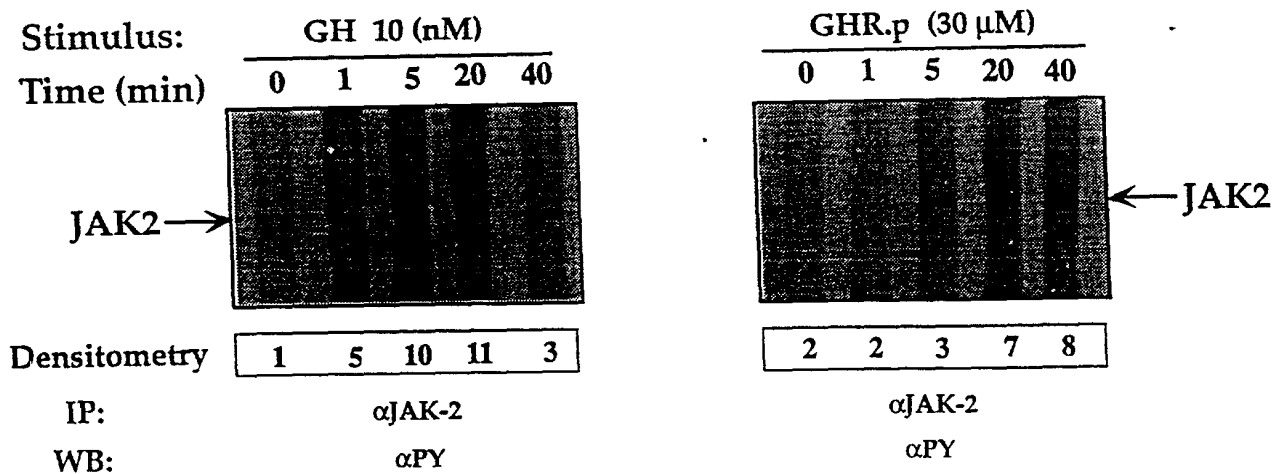 Stimulus: GH 10 (nM) GHR.p (30 μM)
Time (min) 0 1 5 20 40 0 1 5 20 40
JAK2 JAK2
Densitometry 1 5 10 11 3 2 2 3 7 8
IP: αJAK-2 αJAK-2
WB: αPY αPY